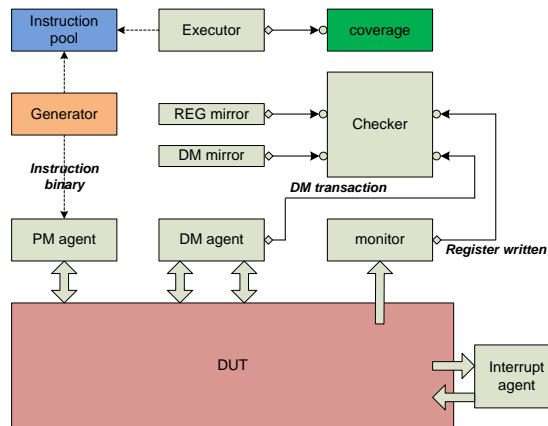 Instruction
pool
Executor
coverage
Generator
REG mirror
Checker
DM mirror
Instruction
binary
DM transaction
PM agent
DM agent
monitor
Register written
DUT
Interrupt
agent